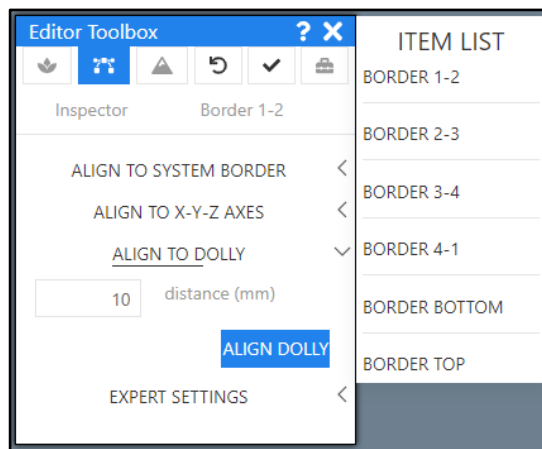 Editor Toolbox ? X
Inspector Border 1-2
ALIGN TO SYSTEM BORDER
ALIGN TO X-Y-Z AXES
ALIGN TO DOLLY
10 distance (mm)
ALIGN DOLLY
EXPERT SETTINGS
ITEM LIST
BORDER 1-2
BORDER 2-3
BORDER 3-4
BORDER 4-1
BORDER BOTTOM
BORDER TOP